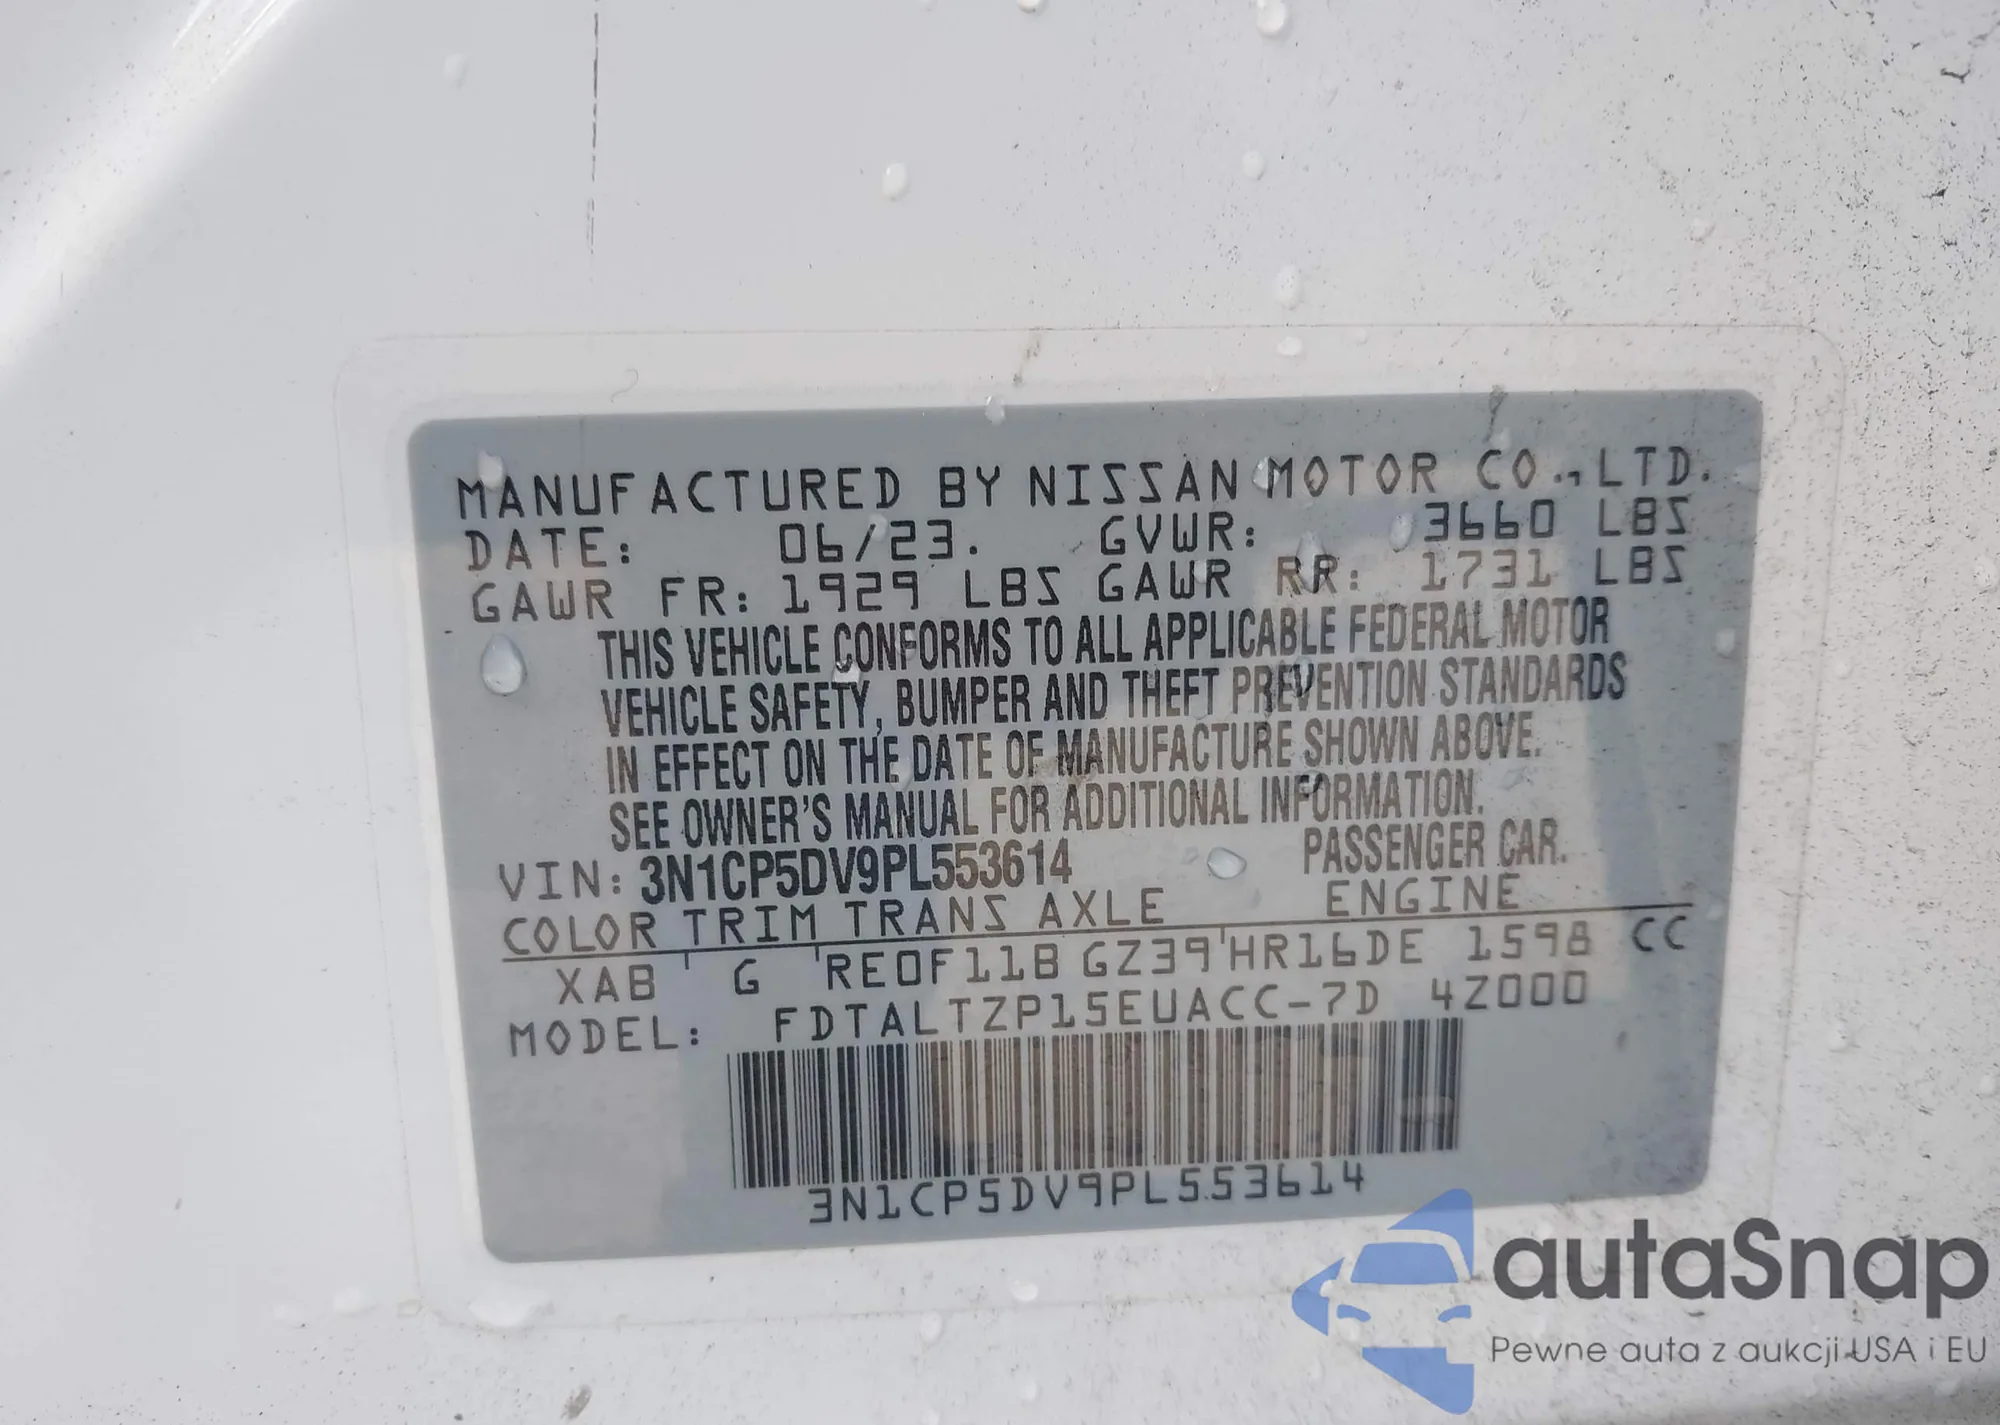 MANUFACTURED BY NISSAN MOTOR CO., LTD.
DATE: 06/23. GVWR: 3660 LBS
GAWR FR: 1929 LBS GAWR RR: 1731 LBS
THIS VEHICLE CONFORMS TO ALL APPLICABLE FEDERAL MOTOR
VEHICLE SAFETY, BUMPER AND THEFT PREVENTION STANDARDS
IN EFFECT ON THE DATE OF MANUFACTURE SHOWN ABOVE.
SEE OWNER'S MANUAL FOR ADDITIONAL INFORMATION.
VIN: 3N1CP5DV9PL553614 PASSENGER CAR.
COLOR TRIM TRANS AXLE ENGINE
XAB G RE0F11B GZ39 HR16DE 1598 CC
MODEL: FDTALTZP15EUACC-7D 4Z000
3N1CP5DV9PL553614
autaSnap
Pewne auta z aukcji USA i EU